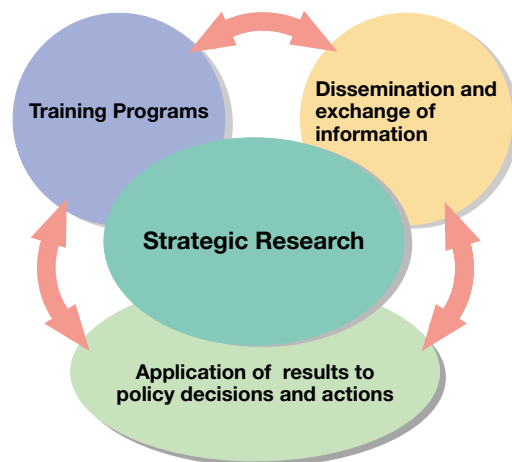 Training Programs
Dissemination and
exchange of
information
Strategic Research
Application of results to
policy decisions and actions